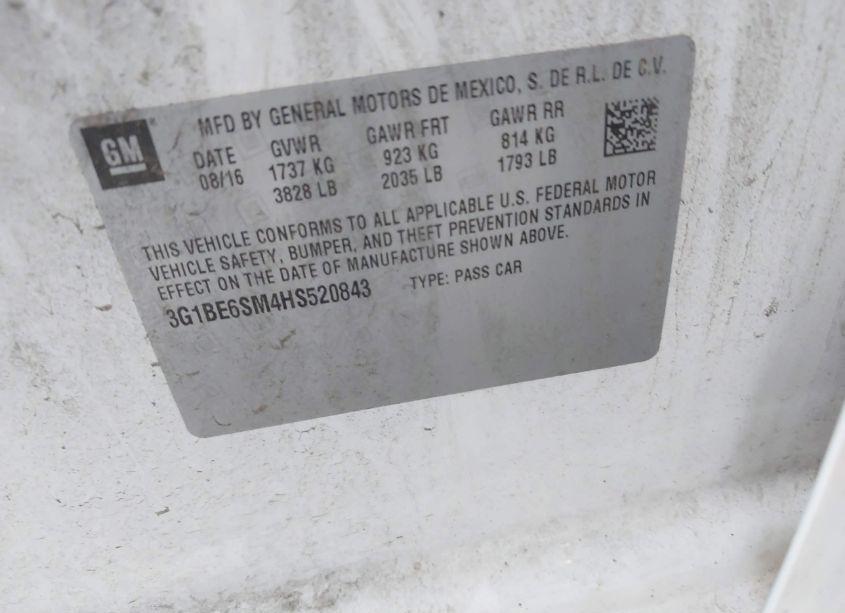 GM
MFD BY GENERAL MOTORS DE MEXICO, S. DE R.L. DE C.V.
DATE GVWR GAWR FRT GAWR RR
08/16 1737 KG 923 KG 814 KG
3828 LB 2035 LB 1793 LB
THIS VEHICLE CONFORMS TO ALL APPLICABLE U.S. FEDERAL MOTOR
VEHICLE SAFETY, BUMPER, AND THEFT PREVENTION STANDARDS IN
EFFECT ON THE DATE OF MANUFACTURE SHOWN ABOVE.
3G1BE6SM4HS520843 TYPE: PASS CAR